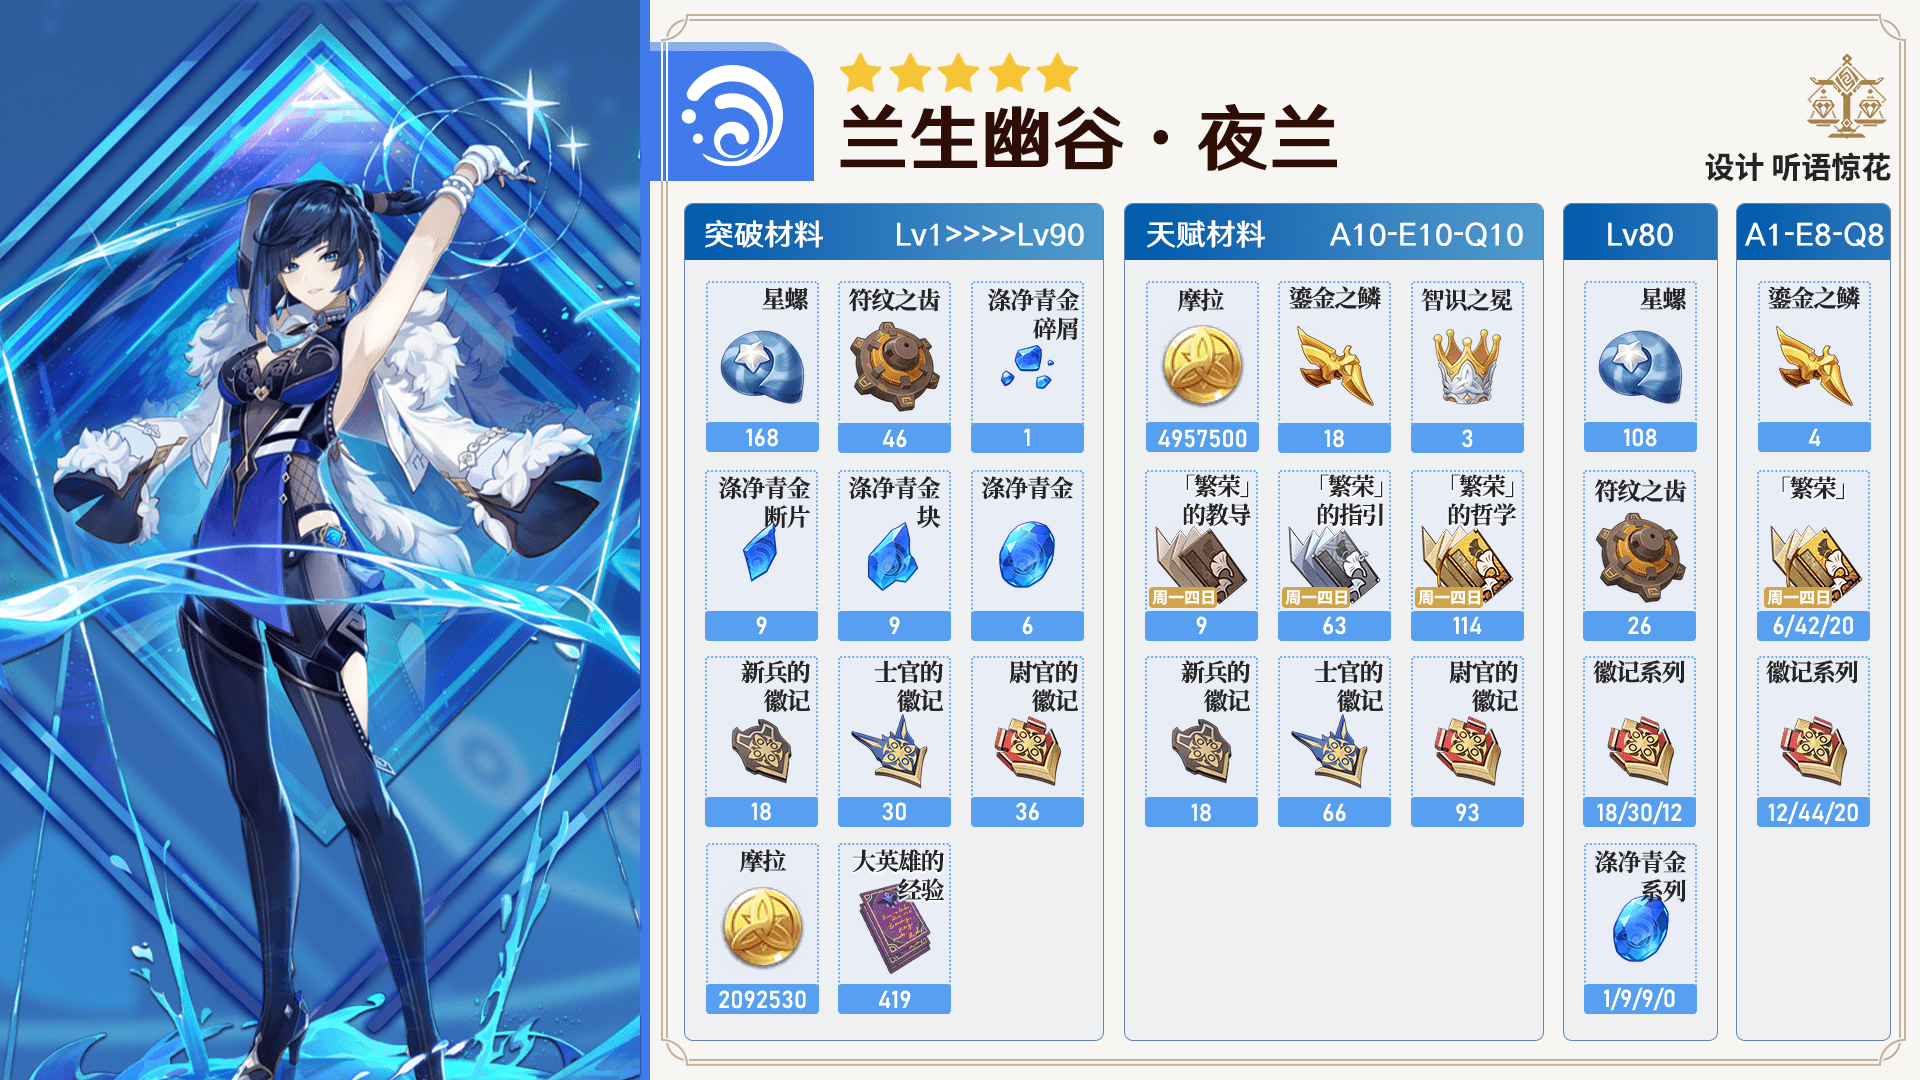 兰生幽谷·夜兰
设计 听语惊花
突破材料 Lv1>>>>Lv90
星螺
168
符纹之齿
46
涤净青金
碎屑
1
涤净青金
断片
9
涤净青金
块
9
涤净青金
6
新兵的
徽记
18
士官的
徽记
30
尉官的
徽记
36
摩拉
2092530
大英雄的
经验
419
天赋材料 A10-E10-Q10
摩拉
4957500
鎏金之鳞
18
智识之冕
3
「繁荣」
的教导
周一四日
9
「繁荣」
的指引
周一四日
63
「繁荣」
的哲学
周一四日
114
新兵的
徽记
18
士官的
徽记
66
尉官的
徽记
93
Lv80
星螺
108
符纹之齿
26
徽记系列
18/30/12
涤净青金
系列
1/9/9/0
A1-E8-Q8
鎏金之鳞
4
「繁荣」
周一四日
6/42/20
徽记系列
12/44/20